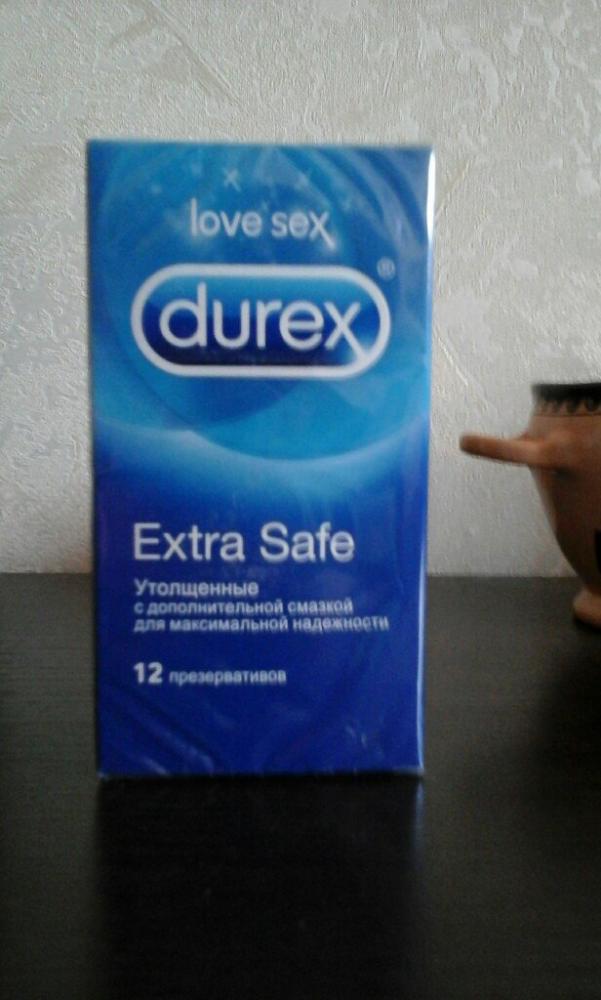 love sex
durex®
Extra Safe
Утолщенные
с дополнительной смазкой
для максимальной надежности
12 презервативов